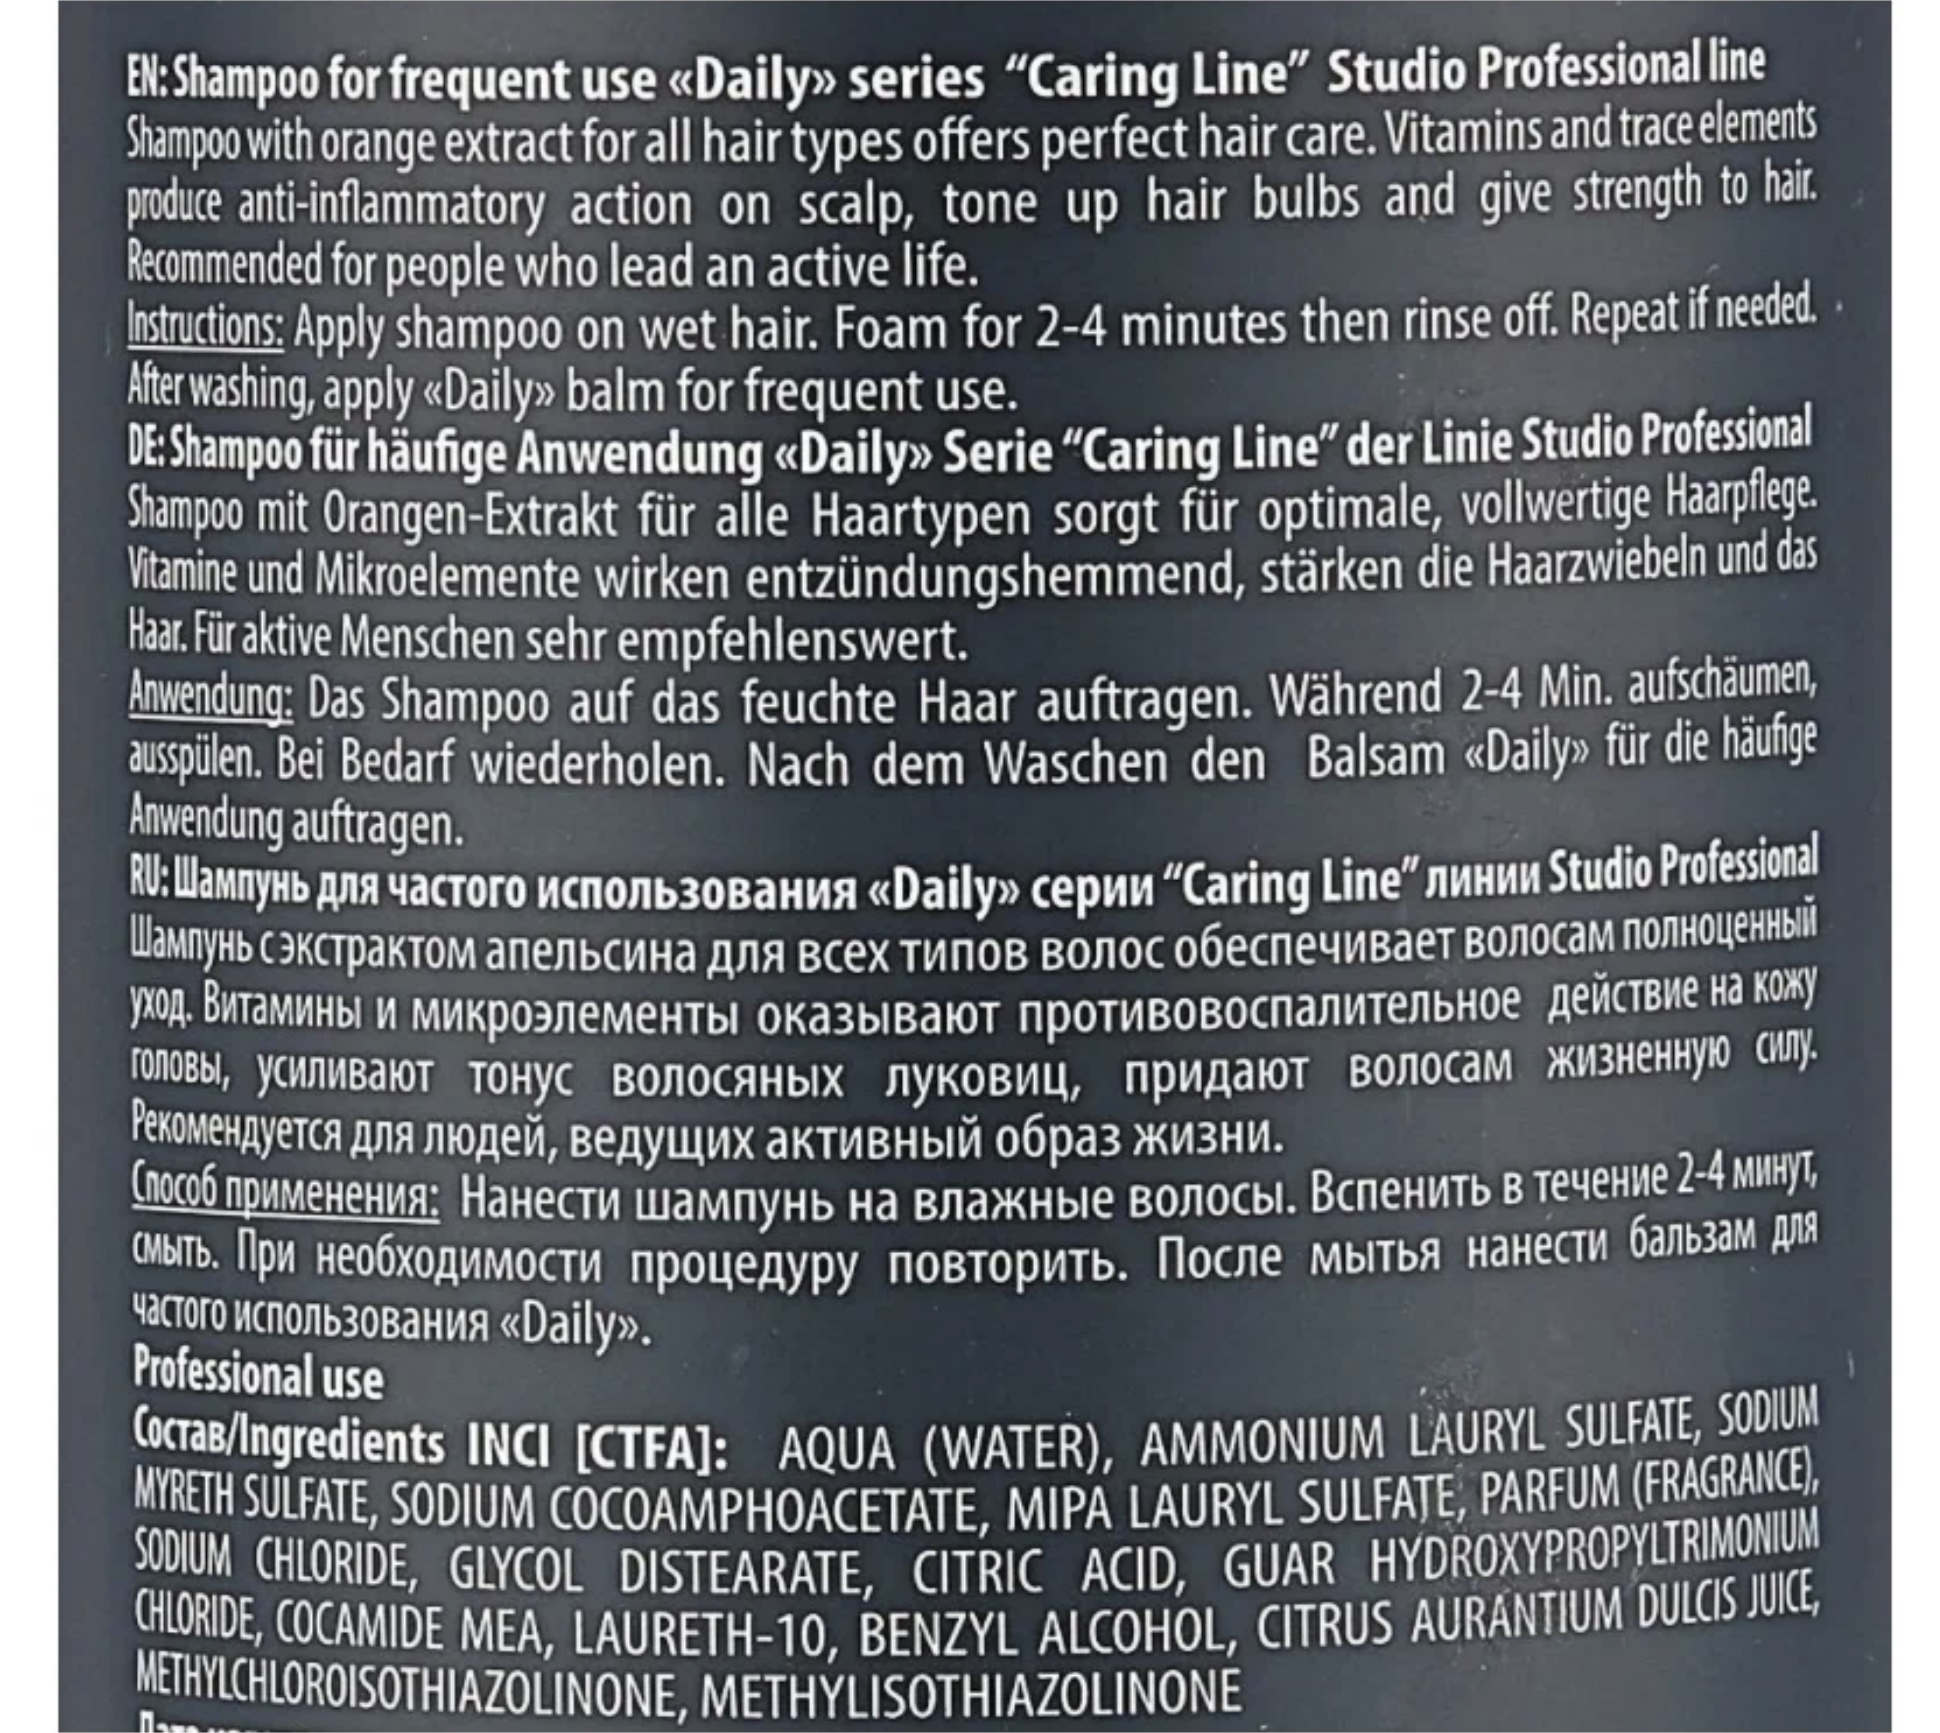 EN: Shampoo for frequent use «Daily» series “Caring Line” Studio Professional line
Shampoo with orange extract for all hair types offers perfect hair care. Vitamins and trace elements
produce anti-inflammatory action on scalp, tone up hair bulbs and give strength to hair.
Recommended for people who lead an active life.
Instructions: Apply shampoo on wet hair. Foam for 2-4 minutes then rinse off. Repeat if needed.
After washing, apply «Daily» balm for frequent use.
DE: Shampoo für häufige Anwendung «Daily» Serie “Caring Line” der Linie Studio Professional
Shampoo mit Orangen-Extrakt für alle Haartypen sorgt für optimale, vollwertige Haarpflege.
Vitamine und Mikroelemente wirken entzündungshemmend, stärken die Haarzwiebeln und das
Haar. Für aktive Menschen sehr empfehlenswert.
Anwendung: Das Shampoo auf das feuchte Haar auftragen. Während 2-4 Min. aufschäumen,
ausspülen. Bei Bedarf wiederholen. Nach dem Waschen den Balsam «Daily» für die häufige
Anwendung auftragen.
RU: Шампунь для частого использования «Daily» серии “Caring Line” линии Studio Professional
Шампунь с экстрактом апельсина для всех типов волос обеспечивает волосам полноценный
уход. Витамины и микроэлементы оказывают противовоспалительное действие на кожу
головы, усиливают тонус волосяных луковиц, придают волосам жизненную силу.
Рекомендуется для людей, ведущих активный образ жизни.
Способ применения: Нанести шампунь на влажные волосы. Вспенить в течение 2-4 минут,
смыть. При необходимости процедуру повторить. После мытья нанести бальзам для
частого использования «Daily».
Professional use
Состав/Ingredients INCI [CTFA]: AQUA (WATER), AMMONIUM LAURYL SULFATE, SODIUM
MYRETH SULFATE, SODIUM COCOAMPHOACETATE, MIPA LAURYL SULFATE, PARFUM (FRAGRANCE),
SODIUM CHLORIDE, GLYCOL DISTEARATE, CITRIC ACID, GUAR HYDROXYPROPYLTRIMONIUM
CHLORIDE, COCAMIDE MEA, LAURETH-10, BENZYL ALCOHOL, CITRUS AURANTIUM DULCIS JUICE,
METHYLCHLOROISOTHIAZOLINONE, METHYLISOTHIAZOLINONE